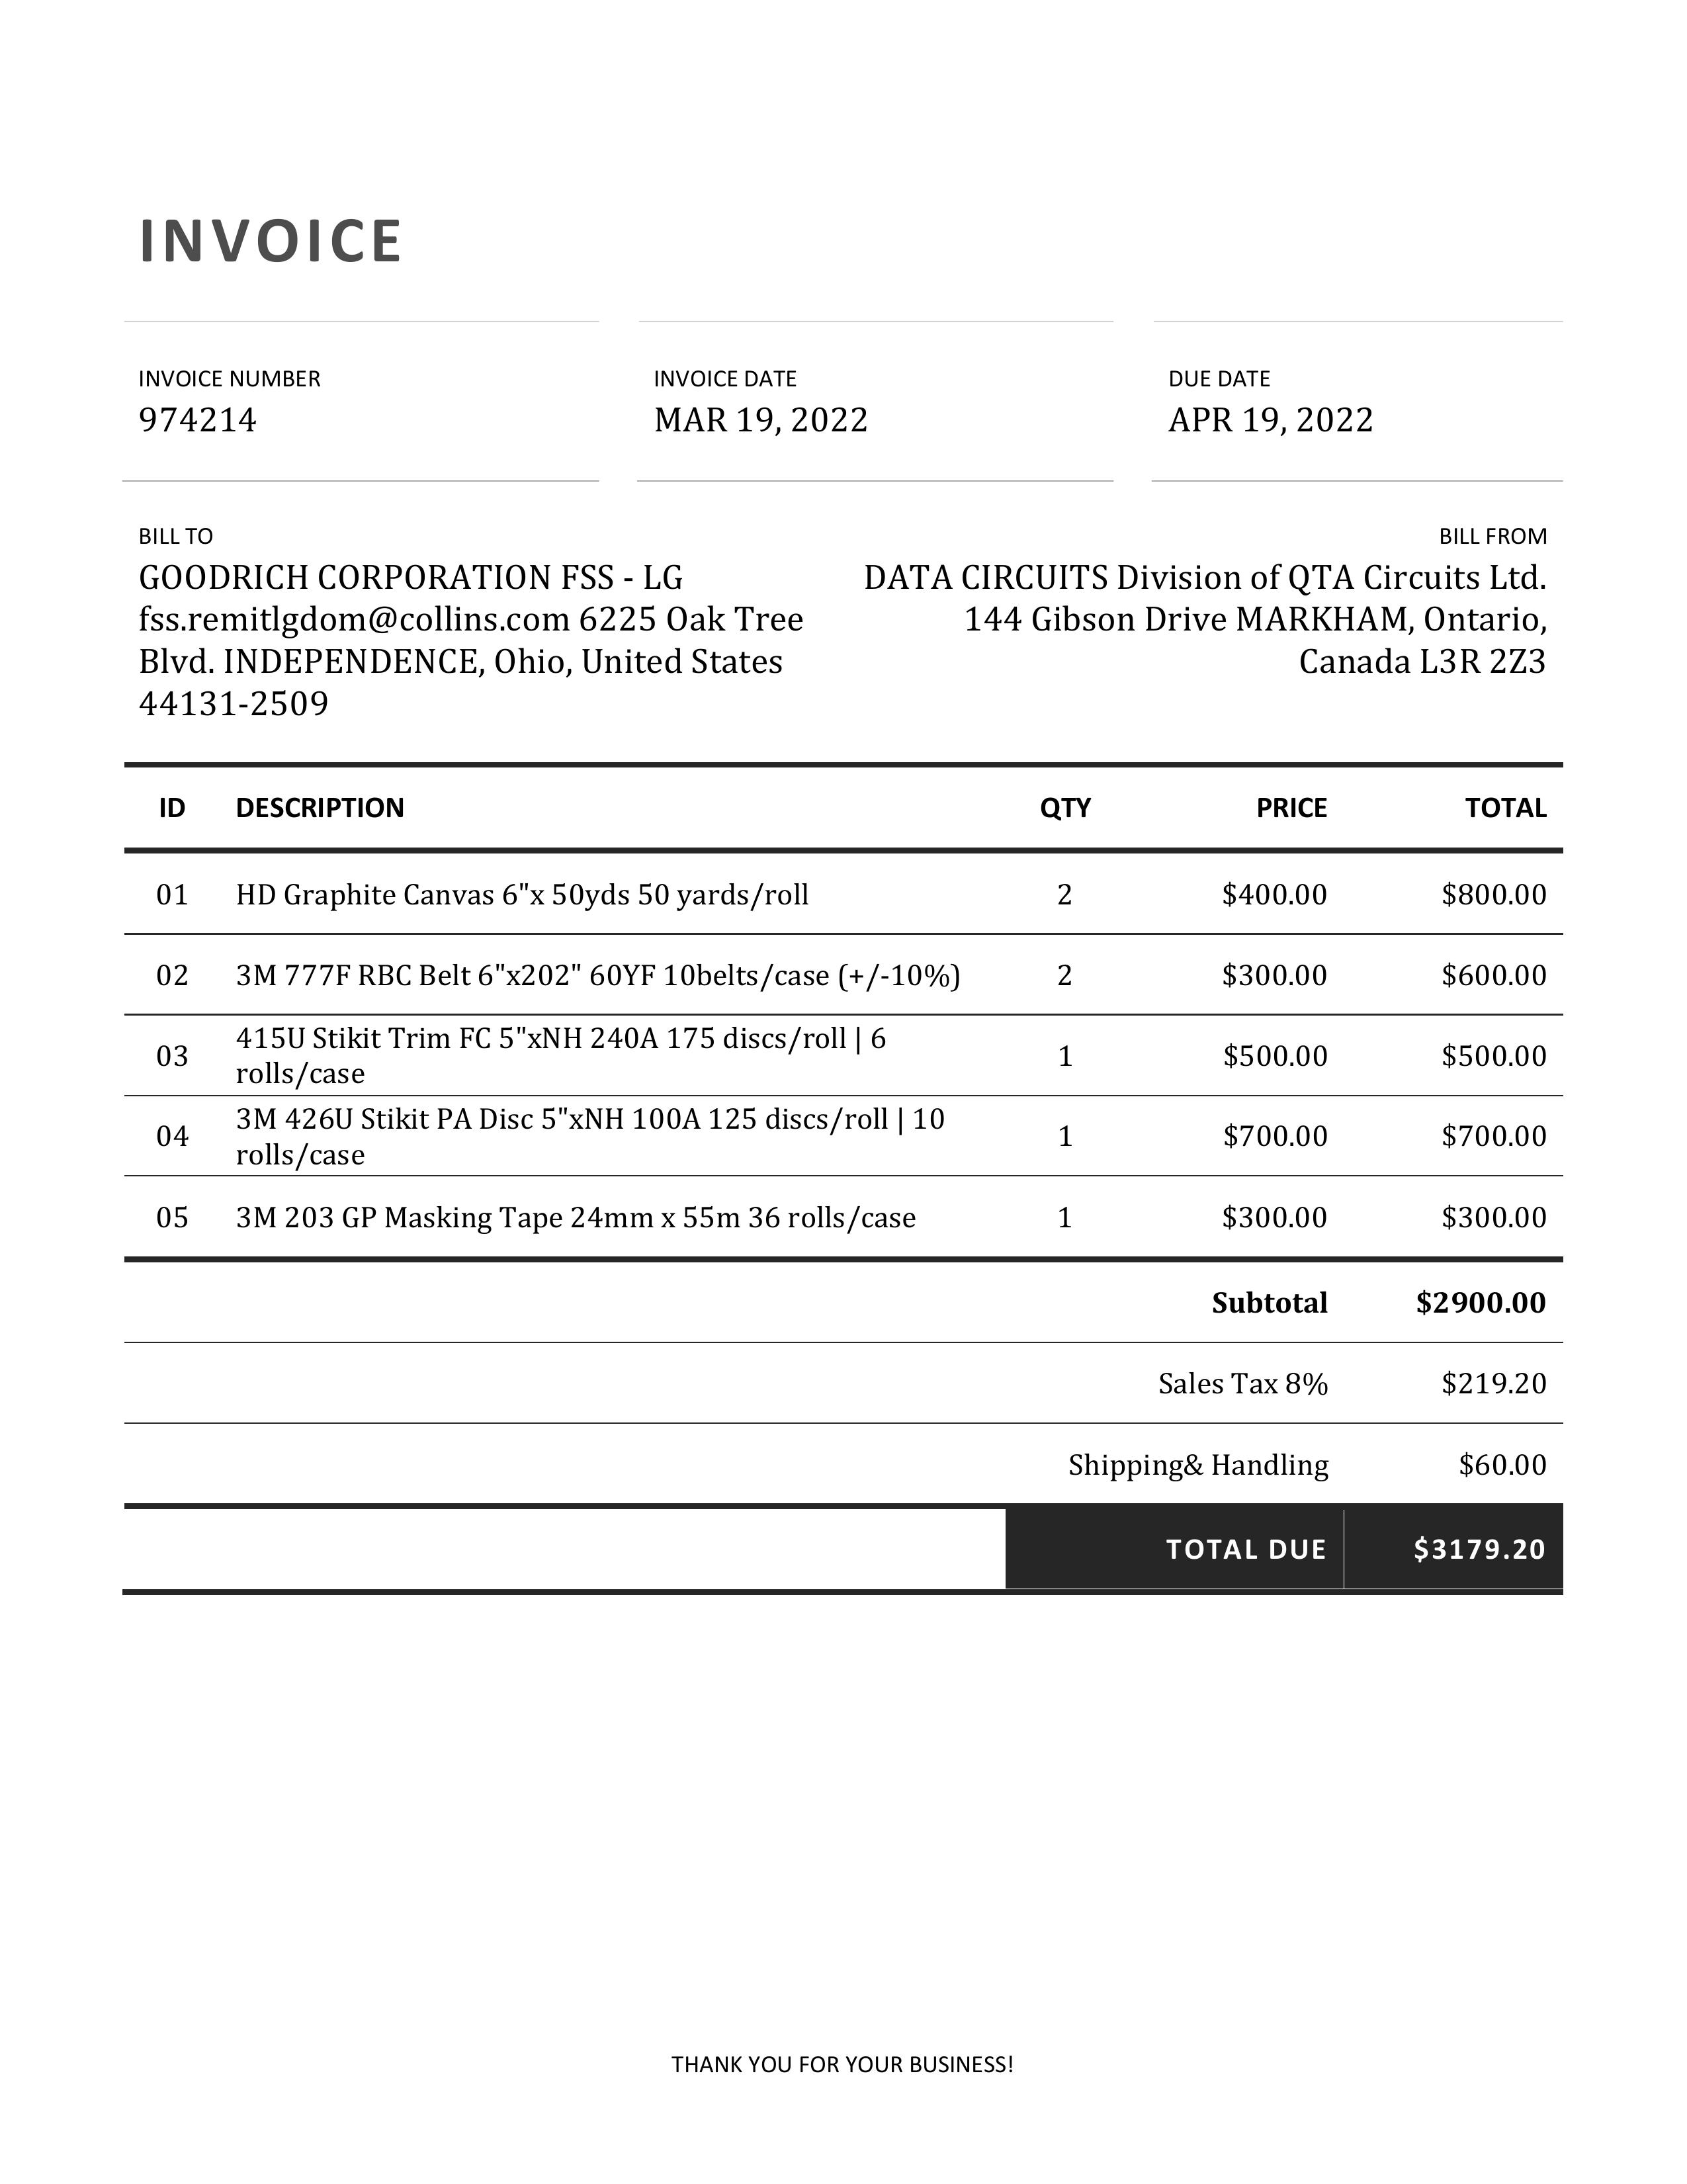 INVOICE
INVOICE NUMBER
974214
INVOICE DATE
MAR 19, 2022
DUE DATE
APR 19, 2022
BILL TO
GOODRICH CORPORATION FSS - LG
fss.remitlgdom@collins.com 6225 Oak Tree
Blvd. INDEPENDENCE, Ohio, United States
44131-2509
BILL FROM
DATA CIRCUITS Division of QTA Circuits Ltd.
144 Gibson Drive MARKHAM, Ontario,
Canada L3R 2Z3
ID DESCRIPTION QTY PRICE TOTAL
01 HD Graphite Canvas 6"x 50yds 50 yards/roll 2 $400.00 $800.00
02 3M 777F RBC Belt 6"x202" 60YF 10belts/case (+/-10%) 2 $300.00 $600.00
03 415U Stikit Trim FC 5"xNH 240A 175 discs/roll | 6
rolls/case 1 $500.00 $500.00
04 3M 426U Stikit PA Disc 5"xNH 100A 125 discs/roll | 10
rolls/case 1 $700.00 $700.00
05 3M 203 GP Masking Tape 24mm x 55m 36 rolls/case 1 $300.00 $300.00
Subtotal $2900.00
Sales Tax 8% $219.20
Shipping& Handling $60.00
TOTAL DUE $3179.20
THANK YOU FOR YOUR BUSINESS!